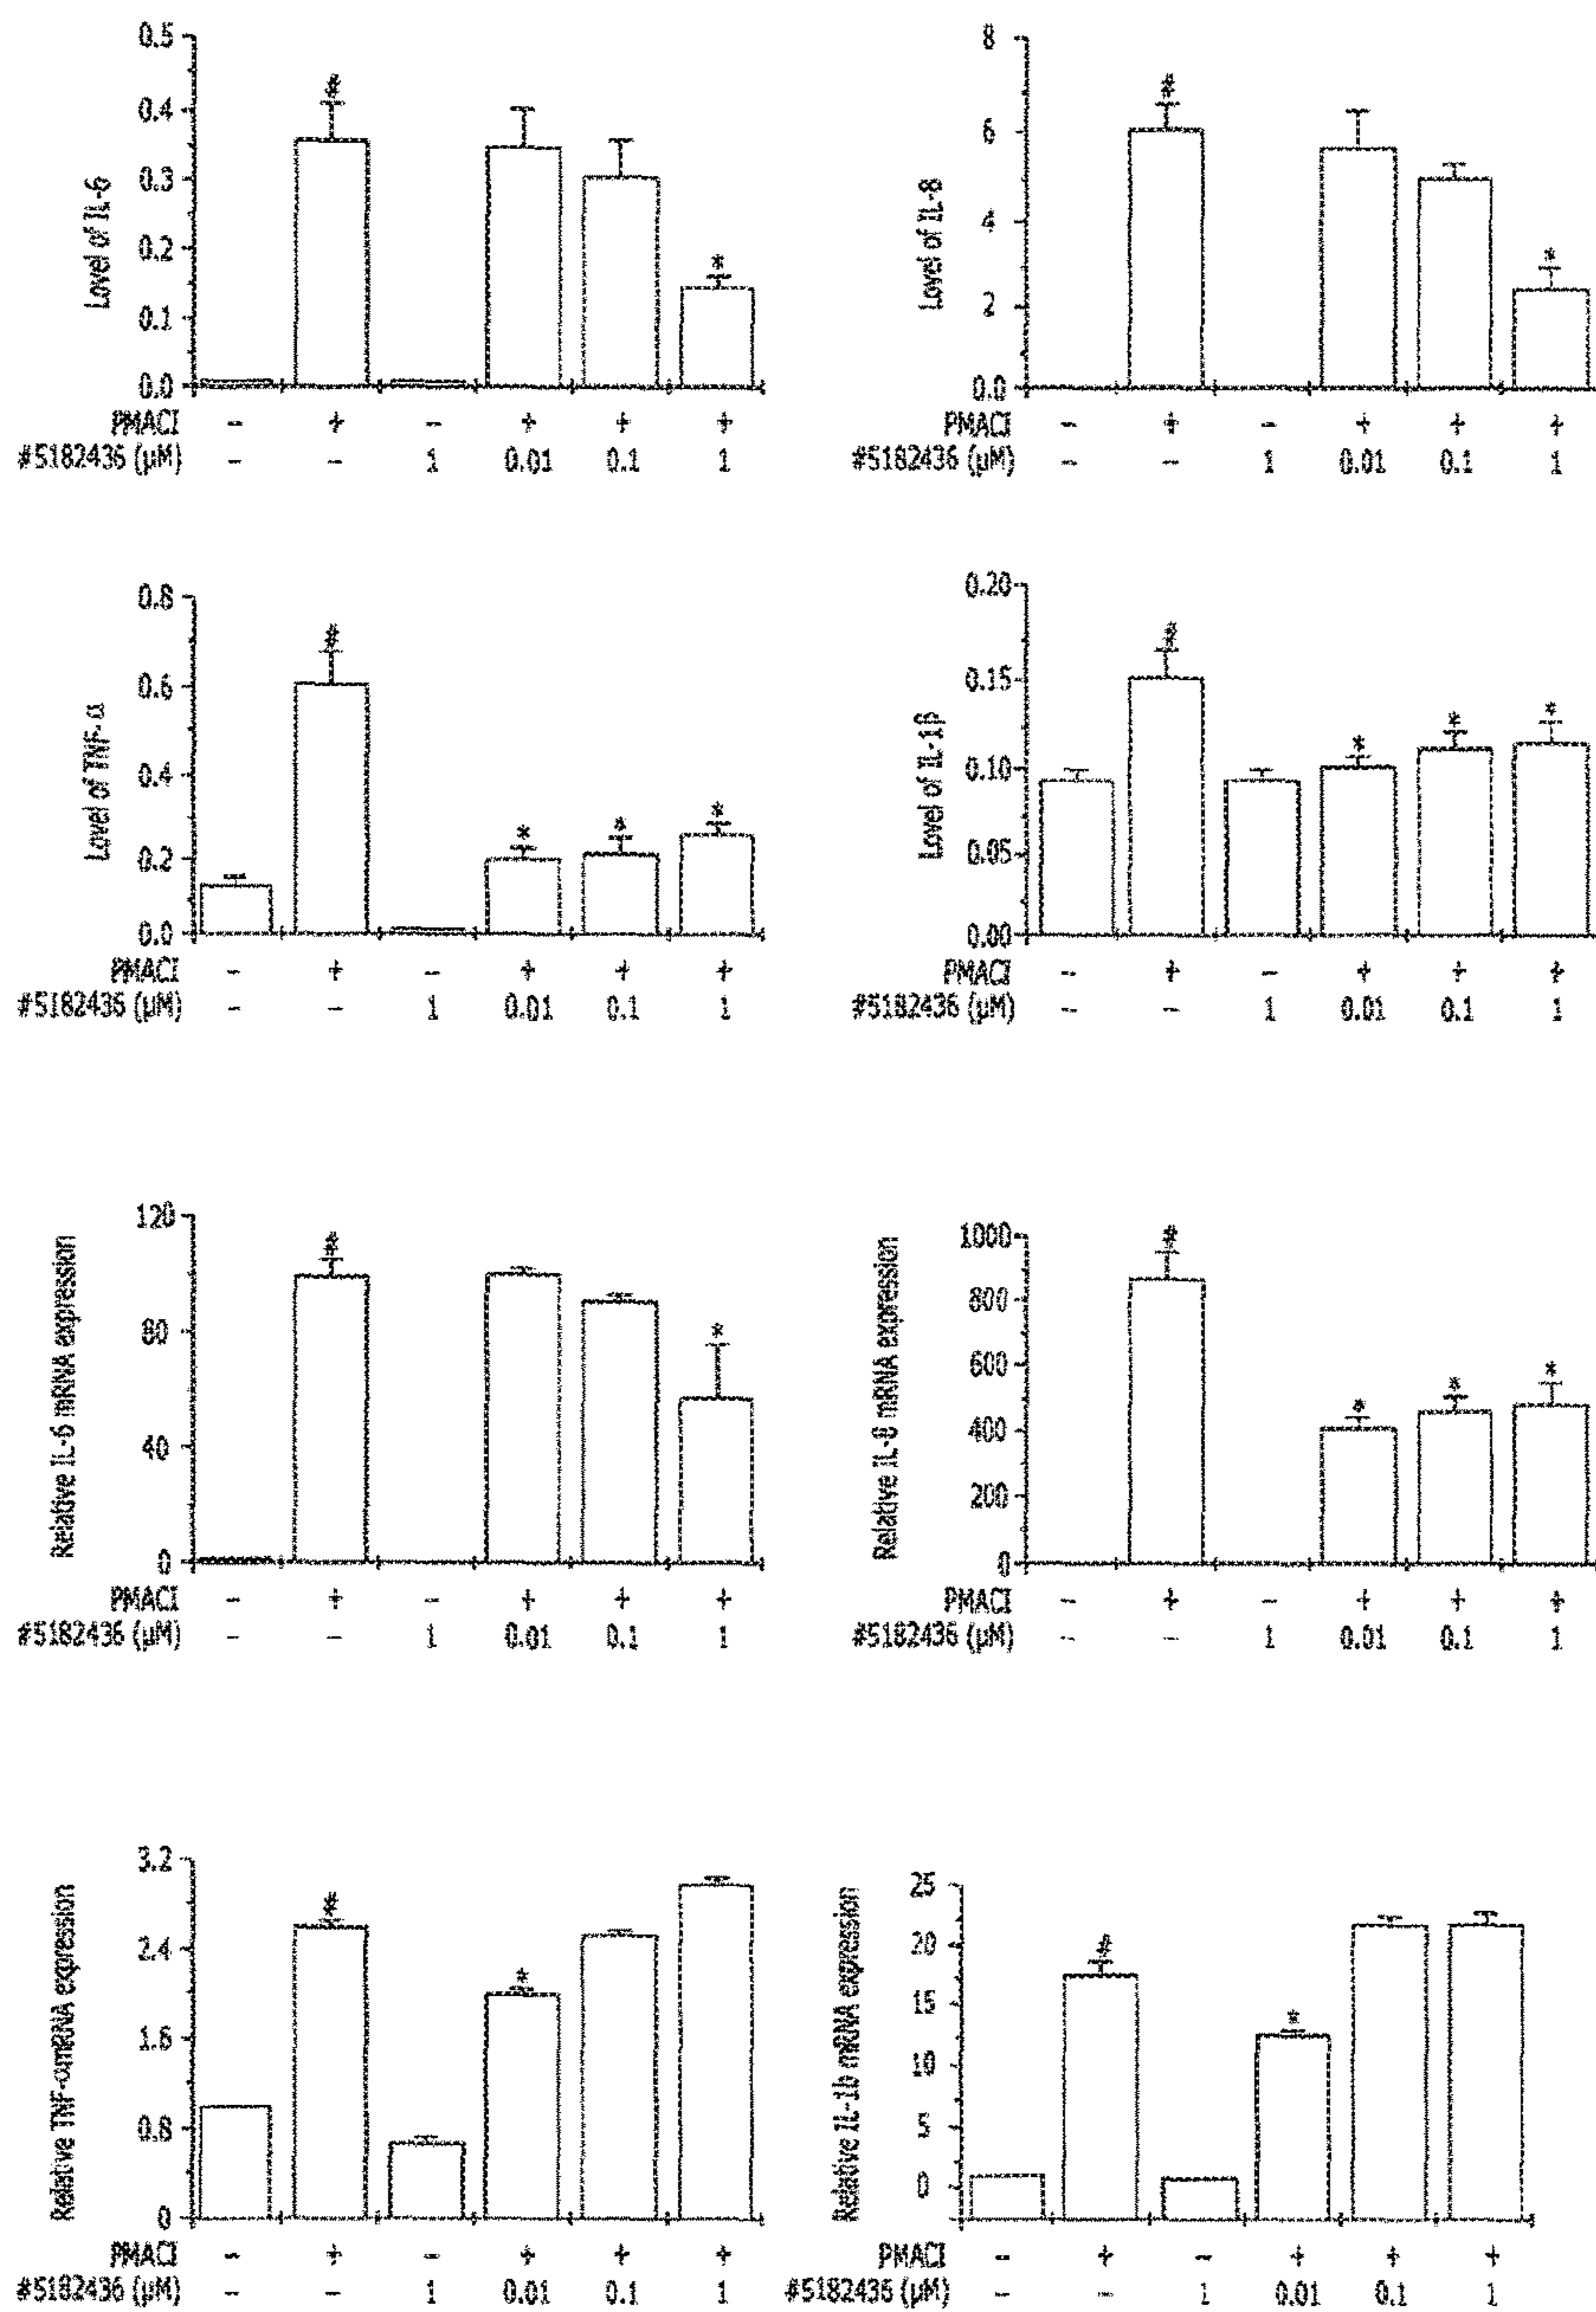 0.5
0.4
0.3
0.2
0.1
0.0
Level of IL-6
#
*
PMACI - + - + + +
#5182436 (µM) - - 1 0.01 0.1 1
8
6
4
2
0.0
Level of IL-8
#
*
PMACI - + - + + +
#5182436 (µM) - - 1 0.01 0.1 1
0.8
0.6
0.4
0.2
0.0
Level of TNF-α
#
* * *
PMACI - + - + + +
#5182436 (µM) - - 1 0.01 0.1 1
0.20
0.15
0.10
0.05
0.00
Level of IL-1β
#
* * *
PMACI - + - + + +
#5182436 (µM) - - 1 0.01 0.1 1
120
80
40
0
Relative IL-6 mRNA expression
#
*
PMACI - + - + + +
#5182436 (µM) - - 1 0.01 0.1 1
1000
800
600
400
200
0
Relative IL-8 mRNA expression
#
* * *
PMACI - + - + + +
#5182436 (µM) - - 1 0.01 0.1 1
3.2
2.4
1.6
0.8
0
Relative TNF-αmRNA expression
#
*
PMACI - + - + + +
#5182436 (µM) - - 1 0.01 0.1 1
25
20
15
10
5
0
Relative IL-1b mRNA expression
#
*
PMACI - + - + + +
#5182436 (µM) - - 1 0.01 0.1 1